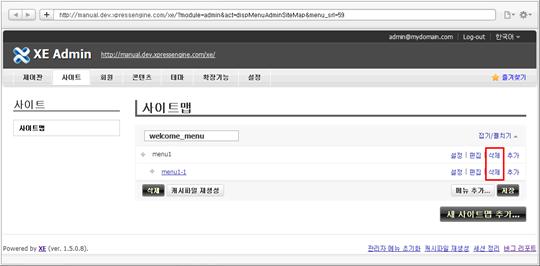 http://manual.dev.xpressengine.com/xe/?module=admin&act=dispMenuAdminSiteMap&menu_srl=59
admin@mydomain.com | Log-out | 한국어
XE Admin http://manual.dev.xpressengine.com/xe/
제어판 사이트 회원 콘텐츠 테마 확장기능 설정 즐겨찾기
사이트
사이트맵
사이트맵
welcome_menu 접기/펼치기
menu1 설정 | 편집 | 삭제 추가
menu1-1 설정 | 편집 | 삭제 추가
삭제 캐시파일 재생성 메뉴 추가... 저장
새 사이트맵 추가...
Powered by XE (ver. 1.5.0.8). 관리자 메뉴 초기화 캐시파일 재생성 세션 정리 버그 리포트